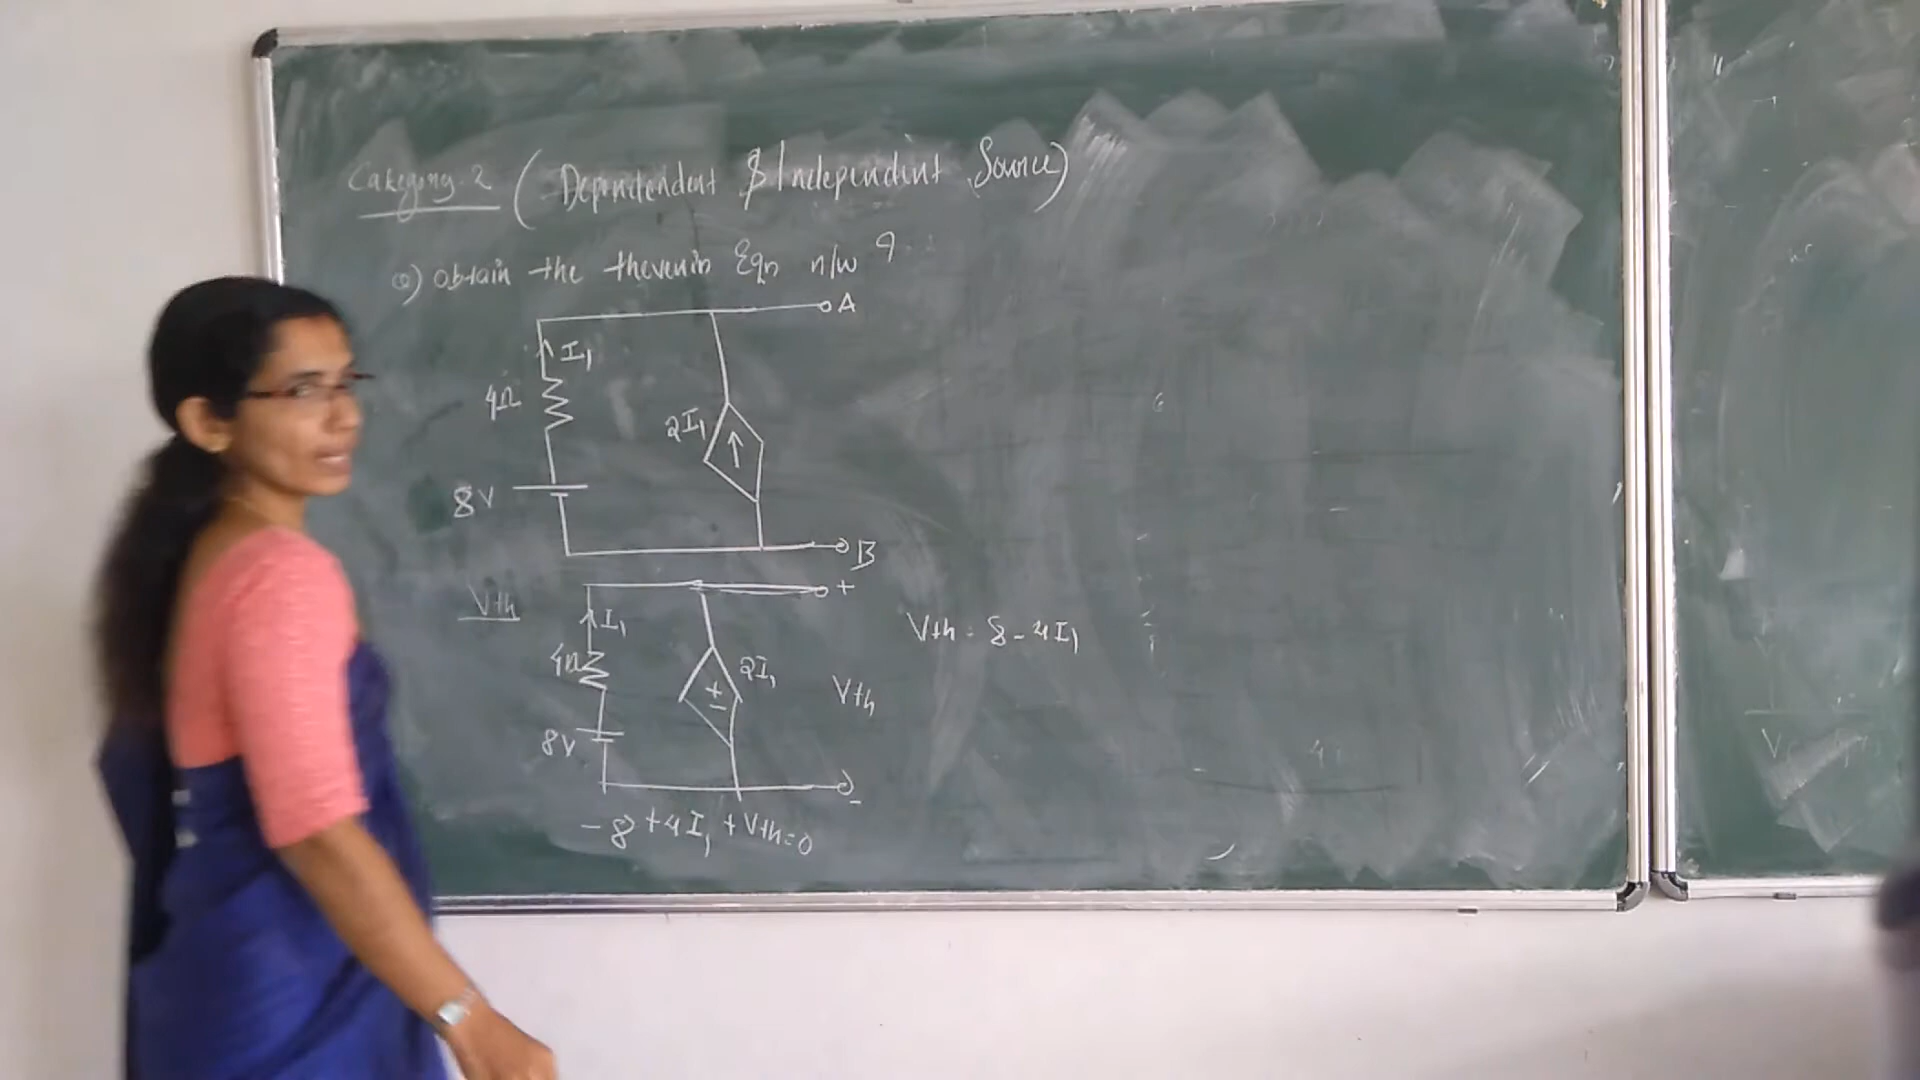 Category-2 ( Dependendent & Independent Source)
Q) obtain the thevenin Eqn n/w ?
A
I1
4Ω
2I1
8V
B
Vth
+
I1
4Ω
2I1
+
-
8V
Vth
-
-8+4I1+Vth=0
Vth = 8-4I1